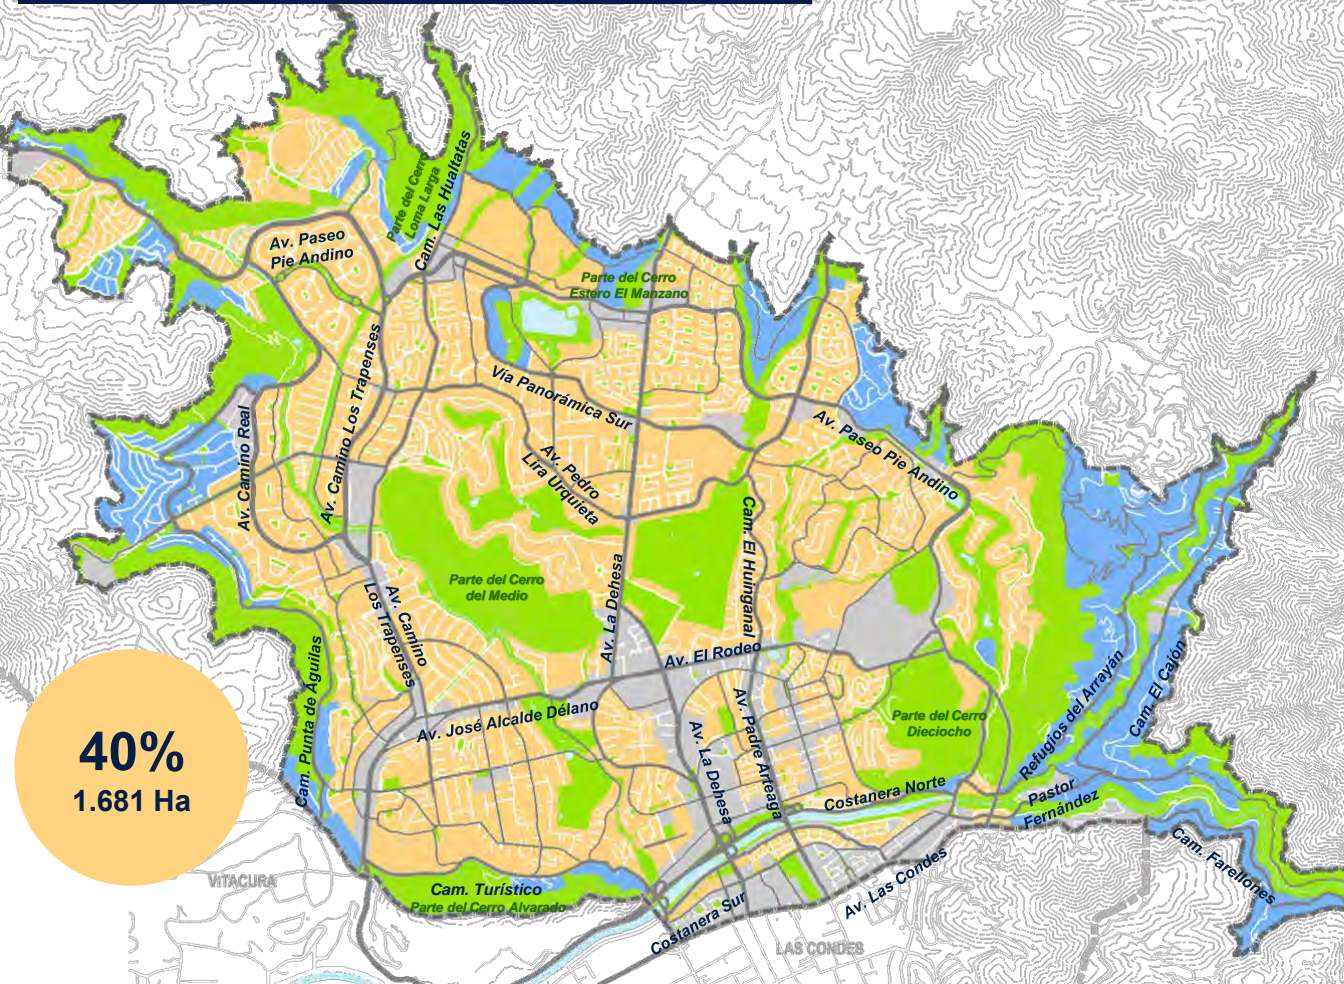 Parte del Cerro
Loma Larga
Cam. Las Hualtatas
Av. Paseo
Pie Andino
Parte del Cerro
Estero El Manzano
Av. Camino Los Trapenses
Vía Panorámica Sur
Av. Camino Real
Av. Pedro
Lira Urquieta
Av. Paseo Pie Andino
Cam. El Huinganal
Parte del Cerro
del Medio
Av. La Dehesa
Av. Camino
Los Trapenses
Av. El Rodeo
Cam. Punta de Águilas
Av. José Alcalde Délano
Av. La Dehesa
Av. Padre Arteaga
Parte del Cerro
Dieciocho
Refugios del Arrayán
Cam. El Cajón
40%
1.681 Ha
Costanera Norte
Pastor
Fernández
Cam. Farellones
Av. Las Condes
VITACURA
Cam. Turístico
Parte del Cerro Alvarado
Costanera Sur
LAS CONDES